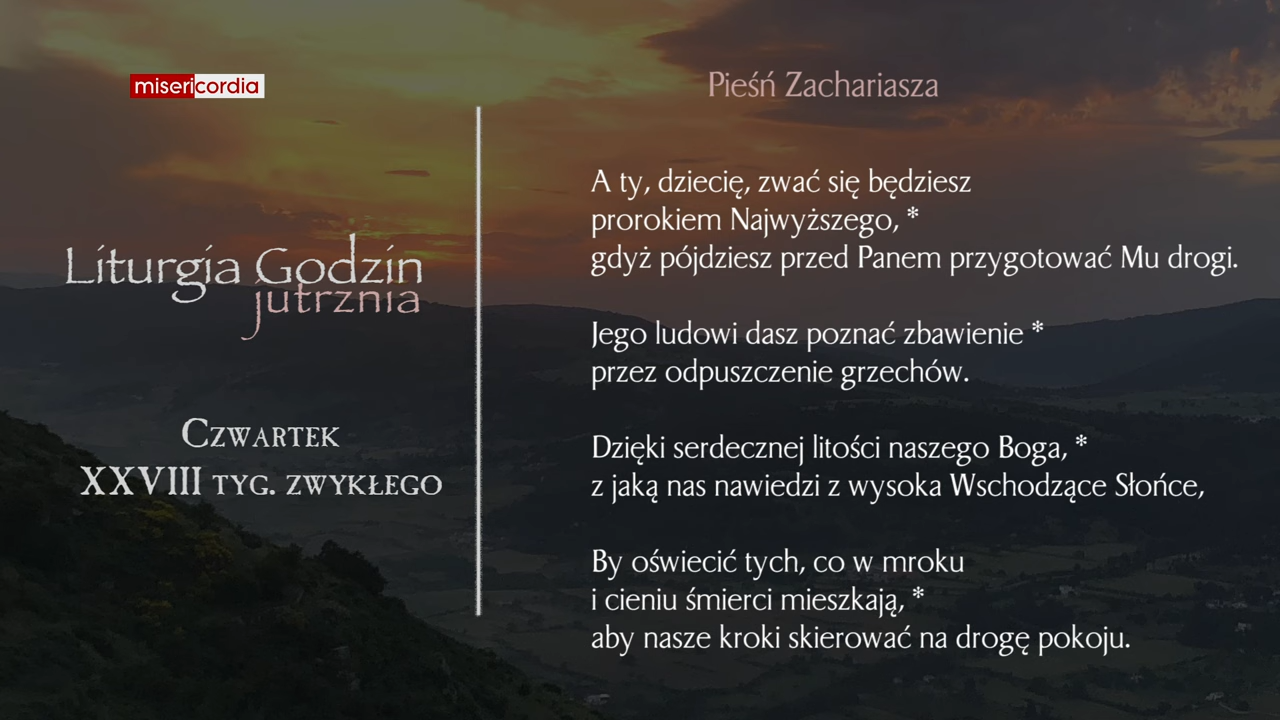 misericordia
Liturgia Godzin
jutrznia
Czwartek
XXVIII tyg. zwykłego
Pieśń Zachariasza
A ty, dziecię, zwać się będziesz
prorokiem Najwyższego, *
gdyż pójdziesz przed Panem przygotować Mu drogi.
Jego ludowi dasz poznać zbawienie *
przez odpuszczenie grzechów.
Dzięki serdecznej litości naszego Boga, *
z jaką nas nawiedzi z wysoka Wschodzące Słońce,
By oświecić tych, co w mroku
i cieniu śmierci mieszkają, *
aby nasze kroki skierować na drogę pokoju.